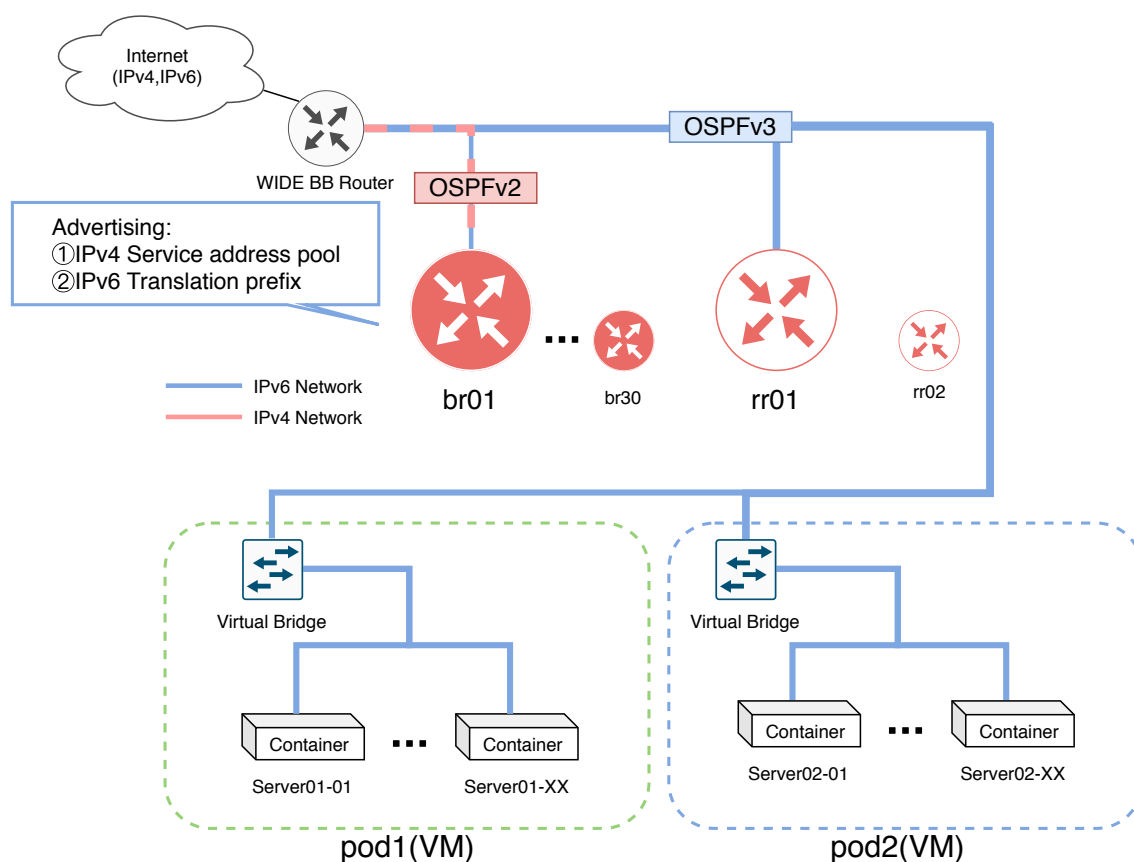 Internet
(IPv4,IPv6)
WIDE BB Router
OSPFv3
OSPFv2
Advertising:
①IPv4 Service address pool
②IPv6 Translation prefix
br01
br30
rr01
rr02
IPv6 Network
IPv4 Network
Virtual Bridge
Virtual Bridge
Container
Container
Container
Container
Server01-01
Server01-XX
Server02-01
Server02-XX
pod1(VM)
pod2(VM)